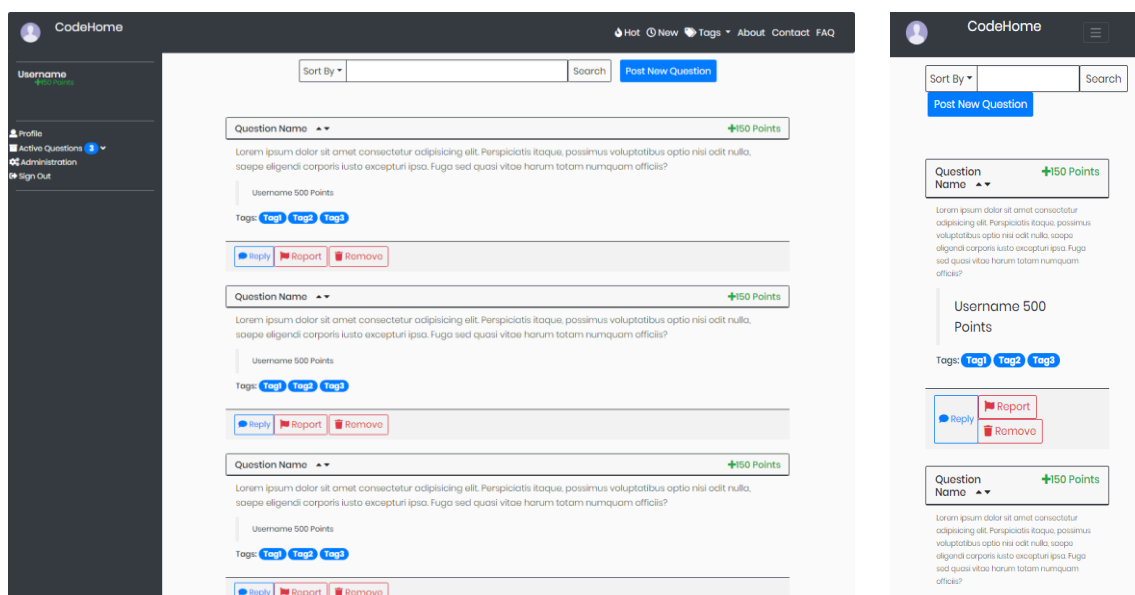 CodeHome
Hot New Tags About Contact FAQ
Username
+150 Points
Profile
Active Questions 3
Administration
Sign Out
Sort By Search Post New Question
Question Name +150 Points
Lorem ipsum dolor sit amet consectetur adipisicing elit. Perspiciatis itaque, possimus voluptatibus optio nisi odit nulla,
saepe eligendi corporis iusto excepturi ipsa. Fuga sed quasi vitae harum totam numquam officiis?
Username 500 Points
Tags: Tag1 Tag2 Tag3
Reply Report Remove
Question Name +150 Points
Lorem ipsum dolor sit amet consectetur adipisicing elit. Perspiciatis itaque, possimus voluptatibus optio nisi odit nulla,
saepe eligendi corporis iusto excepturi ipsa. Fuga sed quasi vitae harum totam numquam officiis?
Username 500 Points
Tags: Tag1 Tag2 Tag3
Reply Report Remove
Question Name +150 Points
Lorem ipsum dolor sit amet consectetur adipisicing elit. Perspiciatis itaque, possimus voluptatibus optio nisi odit nulla,
saepe eligendi corporis iusto excepturi ipsa. Fuga sed quasi vitae harum totam numquam officiis?
Username 500 Points
Tags: Tag1 Tag2 Tag3
Reply Report Remove
CodeHome
Sort By Search
Post New Question
Question +150 Points
Name
Lorem ipsum dolor sit amet consectetur
adipisicing elit. Perspiciatis itaque, possimus
voluptatibus optio nisi odit nulla, saepe
eligendi corporis iusto excepturi ipsa. Fuga
sed quasi vitae harum totam numquam
officiis?
Username 500
Points
Tags: Tag1 Tag2 Tag3
Reply Report
Remove
Question +150 Points
Name
Lorem ipsum dolor sit amet consectetur
adipisicing elit. Perspiciatis itaque, possimus
voluptatibus optio nisi odit nulla, saepe
eligendi corporis iusto excepturi ipsa. Fuga
sed quasi vitae harum totam numquam
officiis?